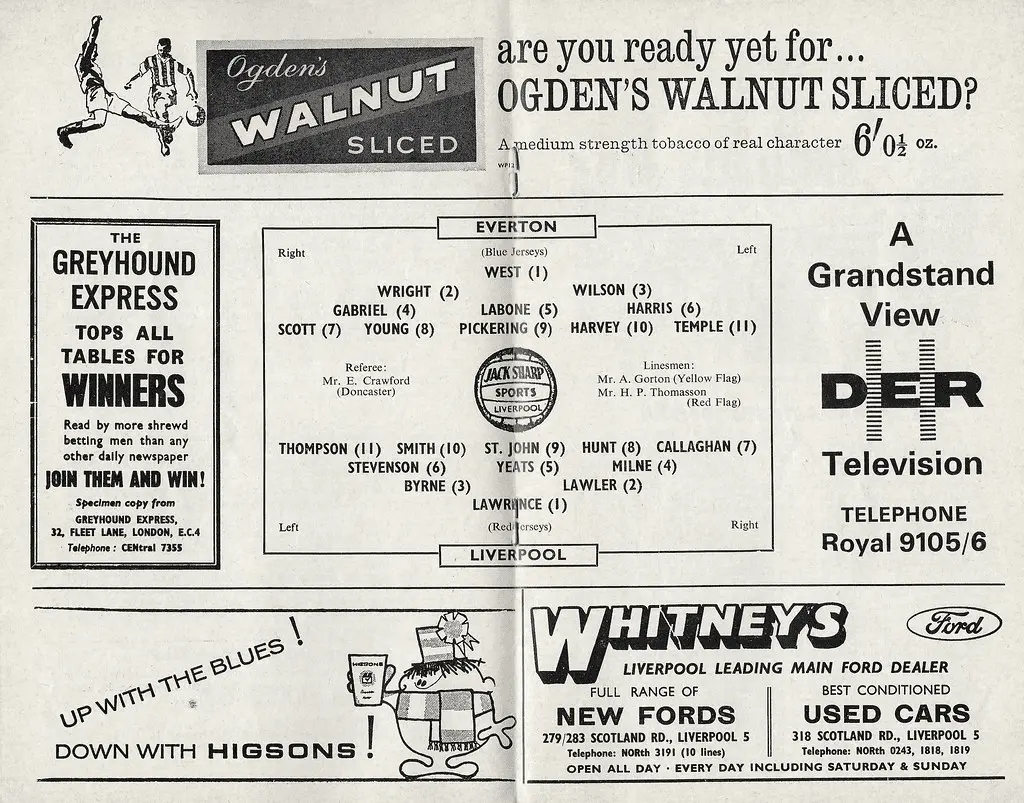 Ogden's
WALNUT
SLICED
are you ready yet for...
OGDEN'S WALNUT SLICED?
A medium strength tobacco of real character 6'0½ oz.
WP12
THE
GREYHOUND
EXPRESS
TOPS ALL
TABLES FOR
WINNERS
Read by more shrewd
betting men than any
other daily newspaper
JOIN THEM AND WIN!
Specimen copy from
GREYHOUND EXPRESS,
32, FLEET LANE, LONDON, E.C.4
Telephone : CENtral 7355
EVERTON
Right (Blue Jerseys) Left
WEST (1)
WRIGHT (2) WILSON (3)
GABRIEL (4) LABONE (5) HARRIS (6)
SCOTT (7) YOUNG (8) PICKERING (9) HARVEY (10) TEMPLE (11)
Referee:
Mr. E. Crawford
(Doncaster)
JACK SHARP
SPORTS
LIVERPOOL
Linesmen:
Mr. A. Gorton (Yellow Flag)
Mr. H. P. Thomasson
(Red Flag)
THOMPSON (11) SMITH (10) ST. JOHN (9) HUNT (8) CALLAGHAN (7)
STEVENSON (6) YEATS (5) MILNE (4)
BYRNE (3) LAWLER (2)
LAWRENCE (1)
Left (Red Jerseys) Right
LIVERPOOL
A
Grandstand
View
DER
Television
TELEPHONE
Royal 9105/6
UP WITH THE BLUES!
DOWN WITH HIGSONS!
HIGSONS
WHITNEY'S
Ford
LIVERPOOL LEADING MAIN FORD DEALER
FULL RANGE OF
NEW FORDS
279/283 SCOTLAND RD., LIVERPOOL 5
Telephone: NORth 3191 (10 lines)
BEST CONDITIONED
USED CARS
318 SCOTLAND RD., LIVERPOOL 5
Telephone: NORth 0243, 1818, 1819
OPEN ALL DAY · EVERY DAY INCLUDING SATURDAY & SUNDAY